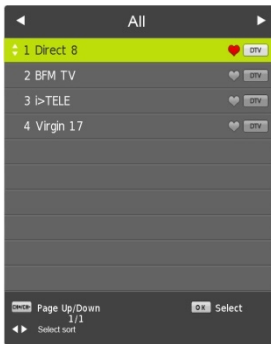 All
1 Direct 8 DTV
2 BFM TV DTV
3 i>TELE DTV
4 Virgin 17 DTV
CH-/CH+ Page Up/Down OK Select
1/1
Select sort